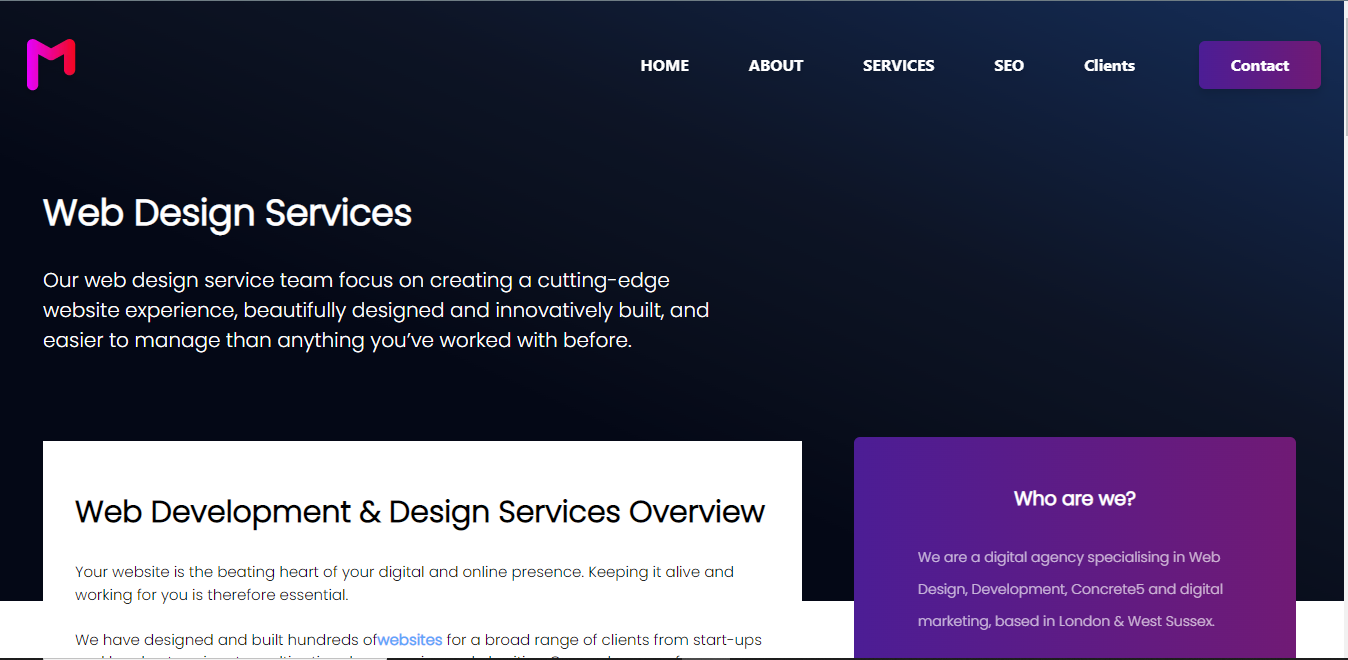 HOME ABOUT SERVICES SEO Clients Contact
Web Design Services
Our web design service team focus on creating a cutting-edge
website experience, beautifully designed and innovatively built, and
easier to manage than anything you’ve worked with before.
Web Development & Design Services Overview
Your website is the beating heart of your digital and online presence. Keeping it alive and
working for you is therefore essential.
We have designed and built hundreds ofwebsites for a broad range of clients from start-ups
Who are we?
We are a digital agency specialising in Web
Design, Development, Concrete5 and digital
marketing, based in London & West Sussex.